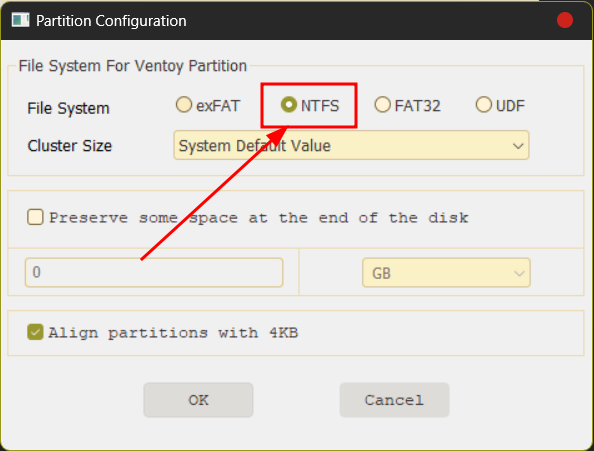 Partition Configuration
File System For Ventoy Partition
File System exFAT NTFS FAT32 UDF
Cluster Size System Default Value
Preserve some space at the end of the disk
0 GB
Align partitions with 4KB
OK Cancel